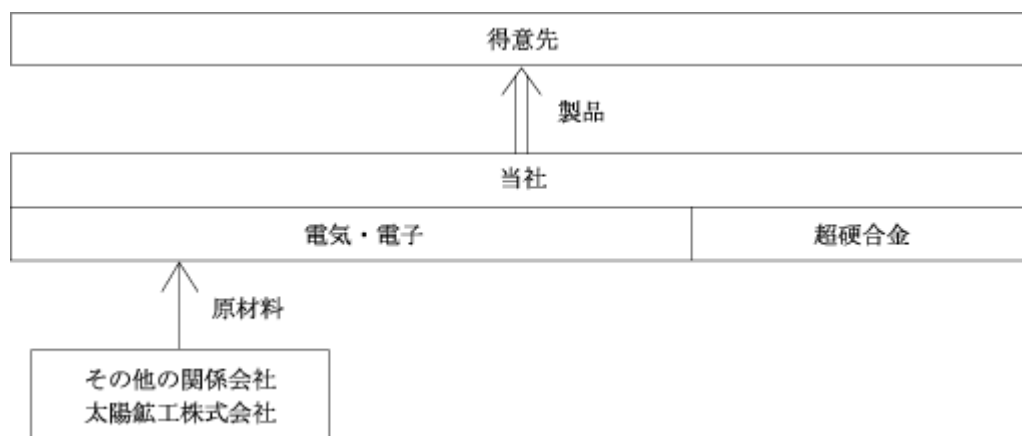 得意先
製品
当社
電気・電子
超硬合金
原材料
その他の関係会社
太陽鉱工株式会社